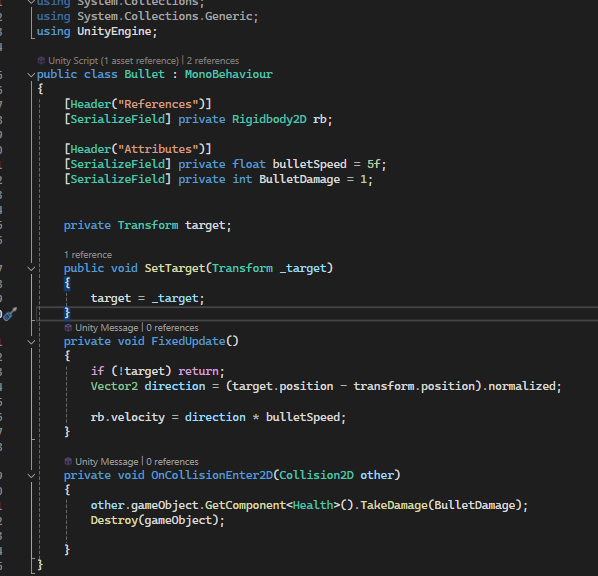 using System.Collections;
using System.Collections.Generic;
using UnityEngine;
Unity Script (1 asset reference) | 2 references
public class Bullet : MonoBehaviour
{
[Header("References")]
[SerializeField] private Rigidbody2D rb;
[Header("Attributes")]
[SerializeField] private float bulletSpeed = 5f;
[SerializeField] private int BulletDamage = 1;
private Transform target;
1 reference
public void SetTarget(Transform _target)
{
target = _target;
}
Unity Message | 0 references
private void FixedUpdate()
{
if (!target) return;
Vector2 direction = (target.position - transform.position).normalized;
rb.velocity = direction * bulletSpeed;
}
Unity Message | 0 references
private void OnCollisionEnter2D(Collision2D other)
{
other.gameObject.GetComponent<Health>().TakeDamage(BulletDamage);
Destroy(gameObject);
}
}